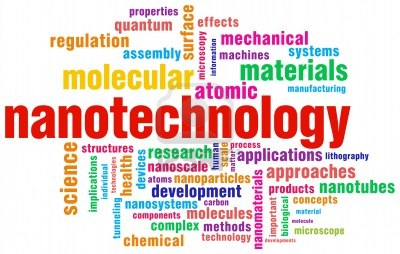 properties
quantum
surface
effects
regulation
microscopy
information
mechanical
assembly
machines
systems
molecular
materials
atomic
manufacturing
nanotechnology
science
structures
implications
individual
technologies
health
devices
research
human
scale
process
matter
applications
lithography
nanoscale
approaches
atoms
nanoparticles
development
products
nanotubes
tunneling
nanosystems
carbon
nanomaterials
important
biological
concepts
components
molecules
material
complex
methods
molecule
microscope
chemical
technology
developments